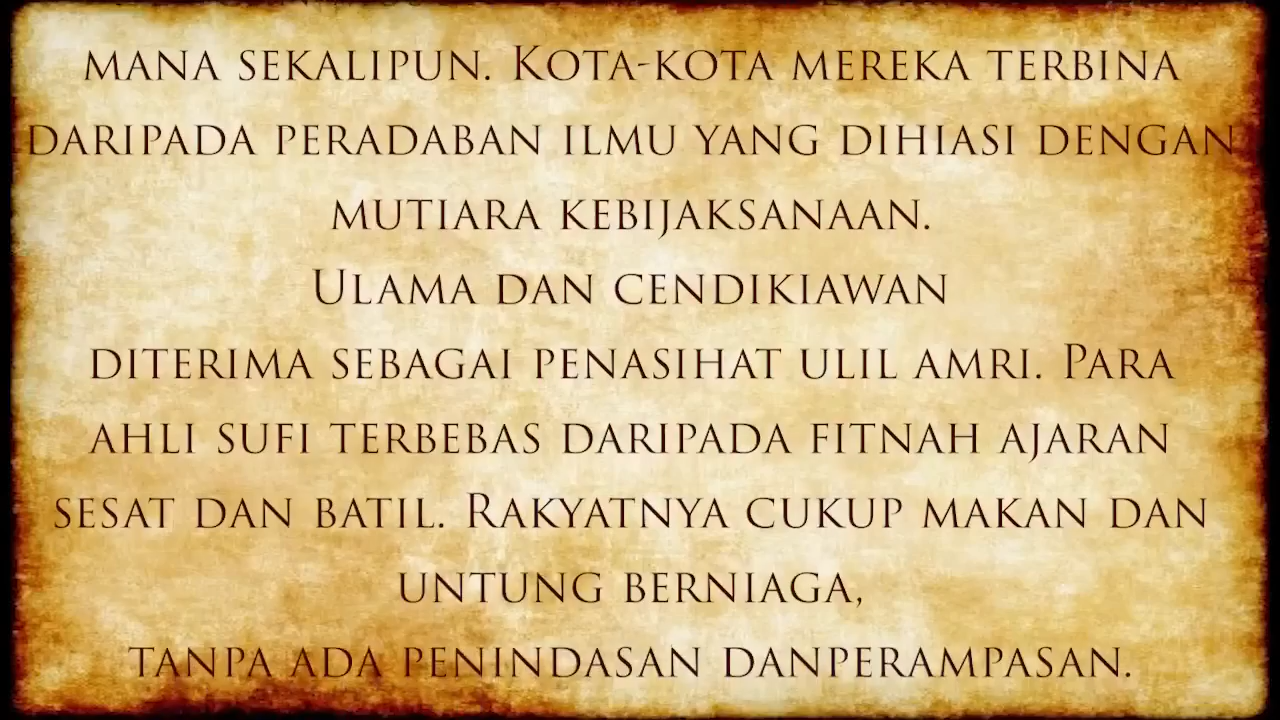 mana sekalipun. Kota-kota mereka terbina
daripada peradaban ilmu yang dihiasi dengan
mutiara kebijaksanaan.
Ulama dan cendikiawan
diterima sebagai penasihat ulil amri. Para
ahli sufi terbebas daripada fitnah ajaran
sesat dan batil. Rakyatnya cukup makan dan
untung berniaga,
tanpa ada penindasan danperampasan.